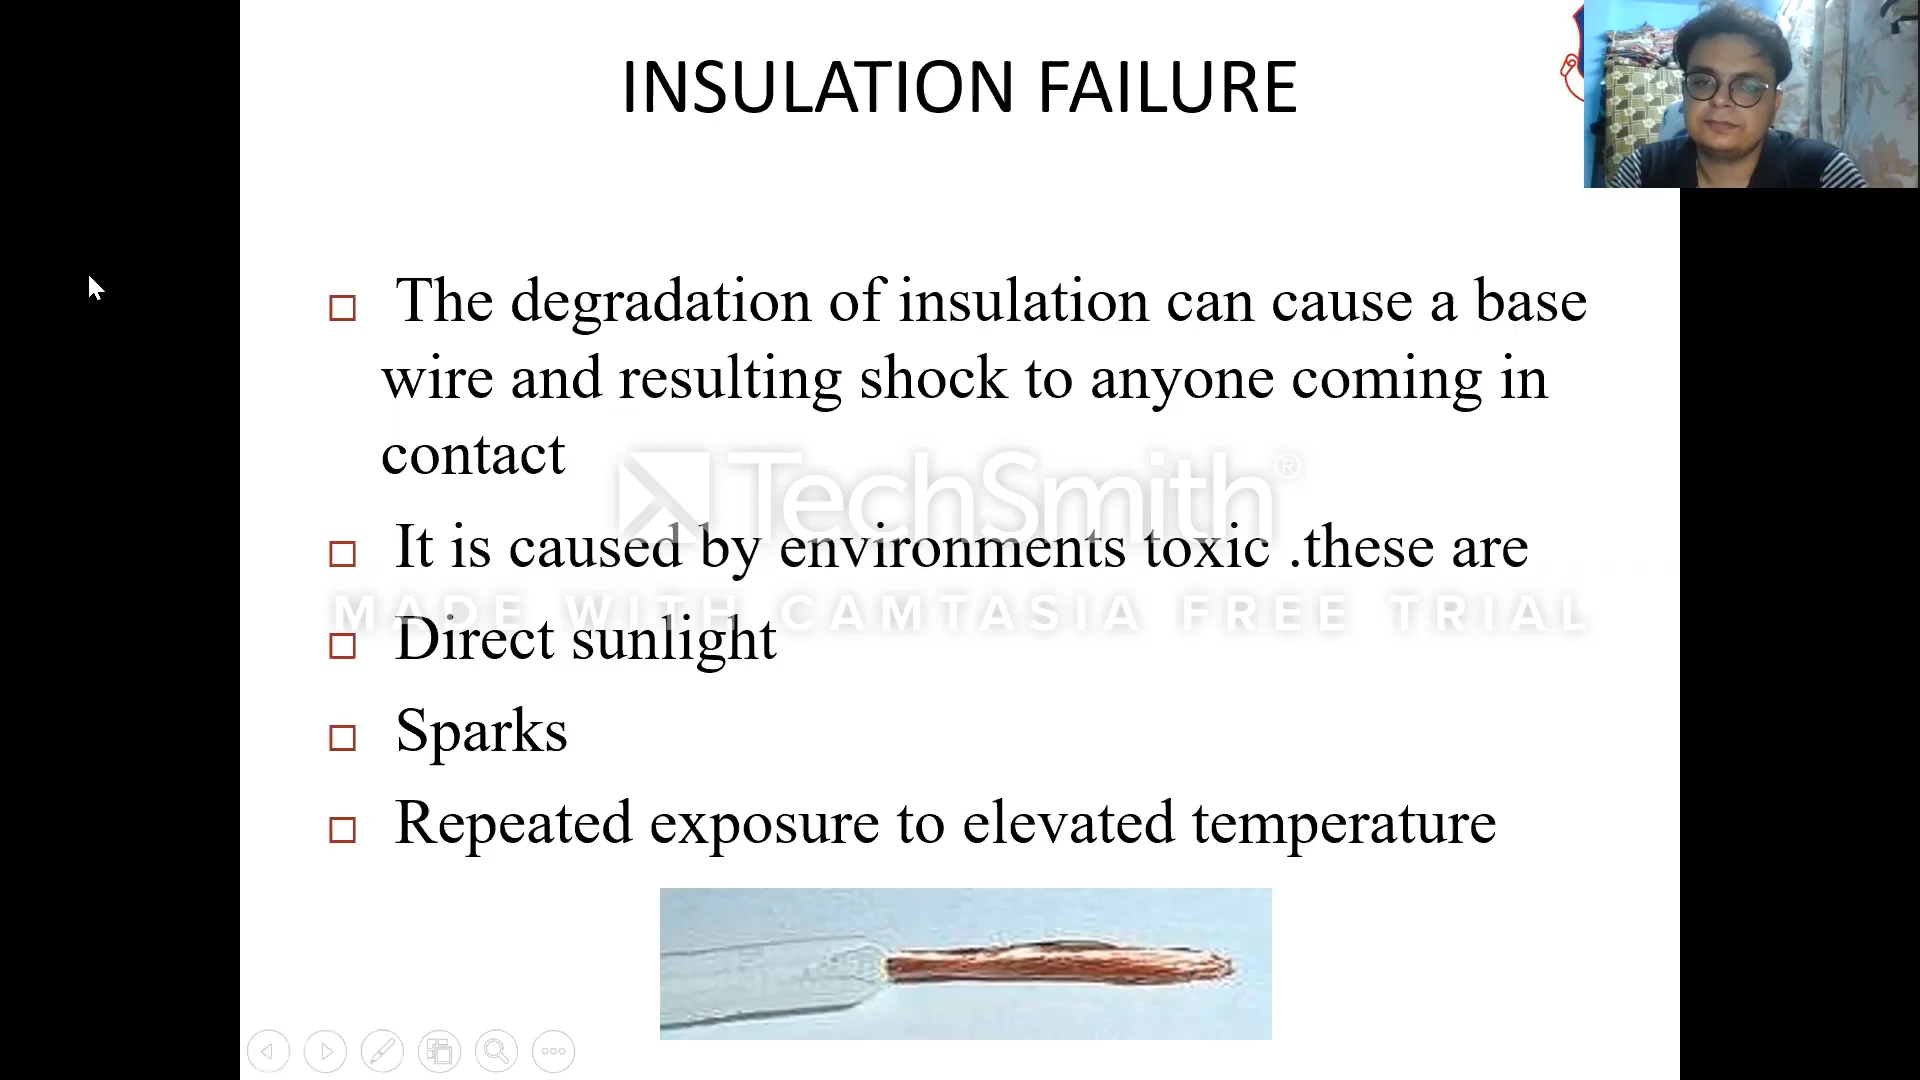 INSULATION FAILURE
The degradation of insulation can cause a base
wire and resulting shock to anyone coming in
contact
TechSmith®
It is caused by environments toxic .these are
MADE WITH CAMTASIA FREE TRIAL
Direct sunlight
Sparks
Repeated exposure to elevated temperature